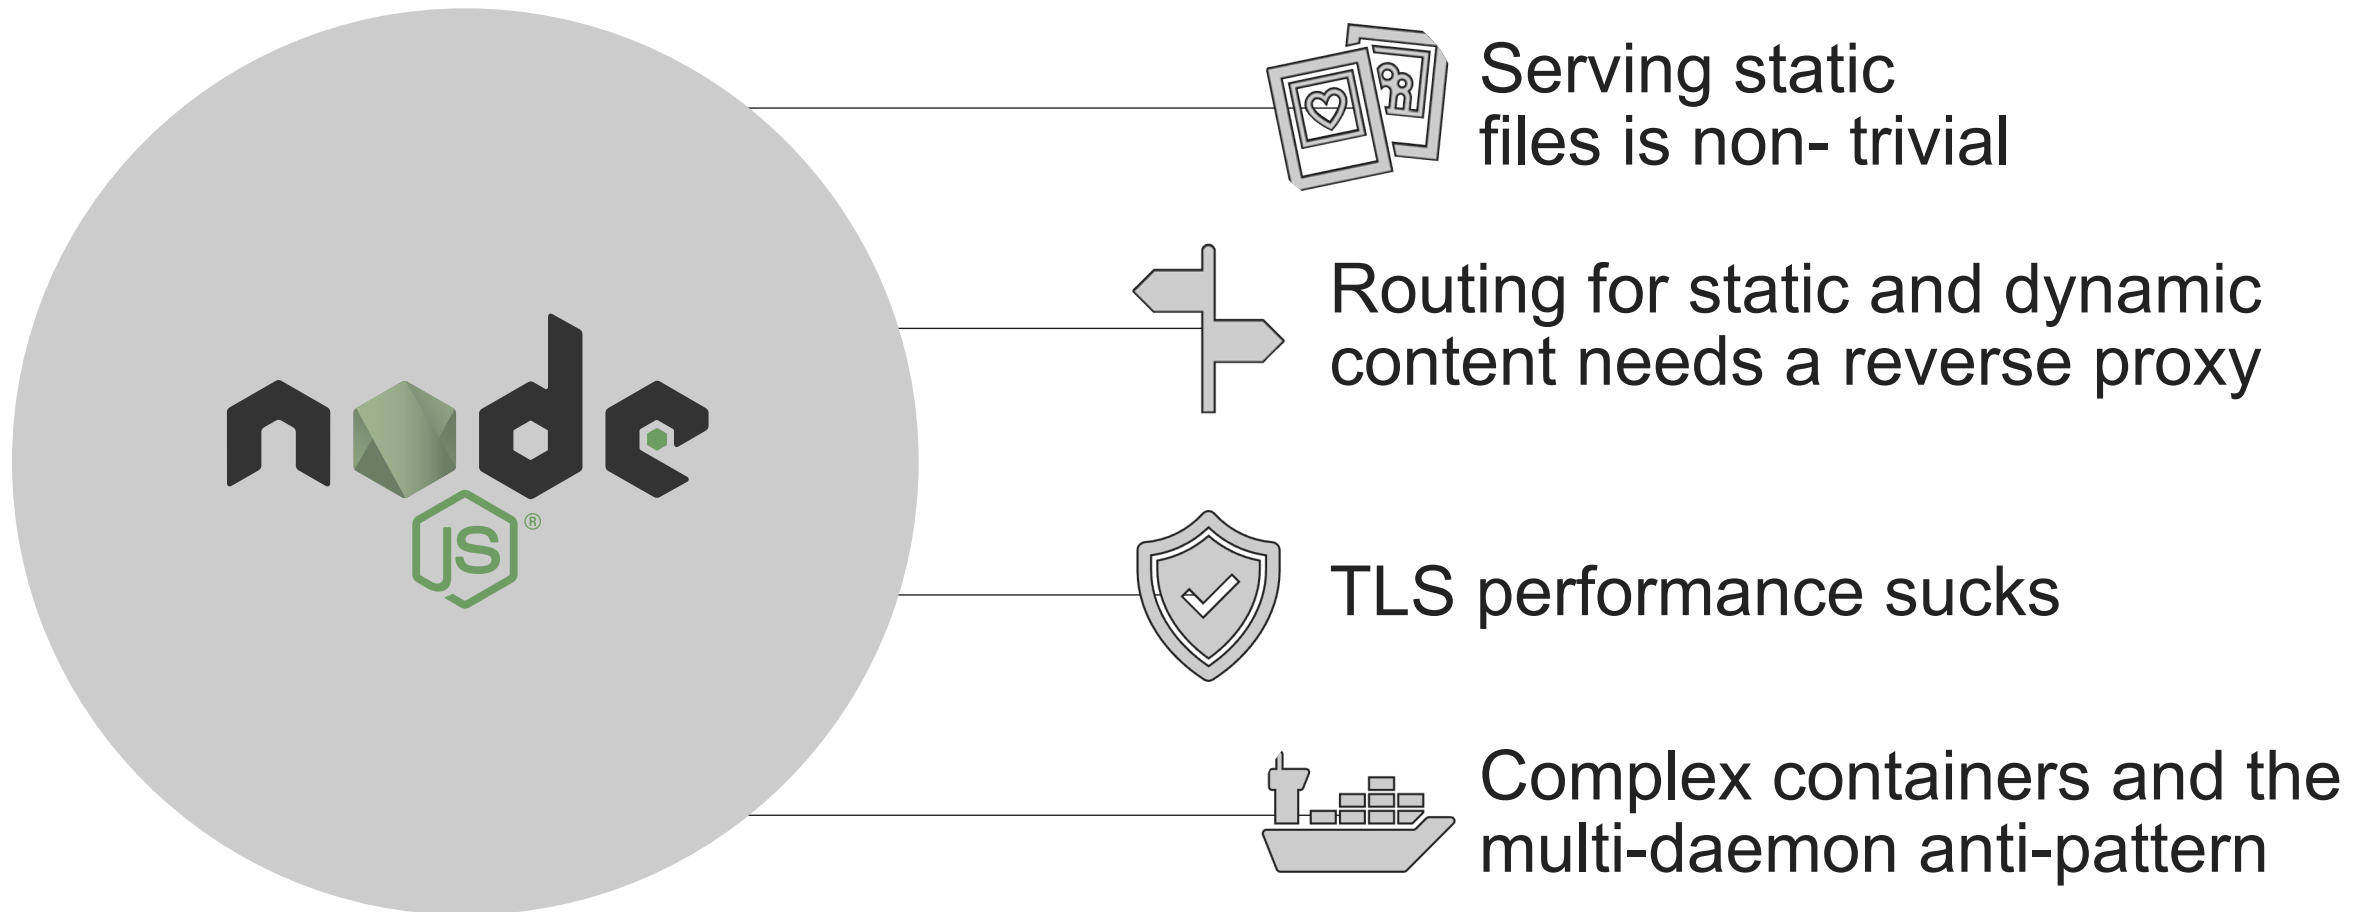 node
JS®
Serving static
files is non- trivial
Routing for static and dynamic
content needs a reverse proxy
TLS performance sucks
Complex containers and the
multi-daemon anti-pattern